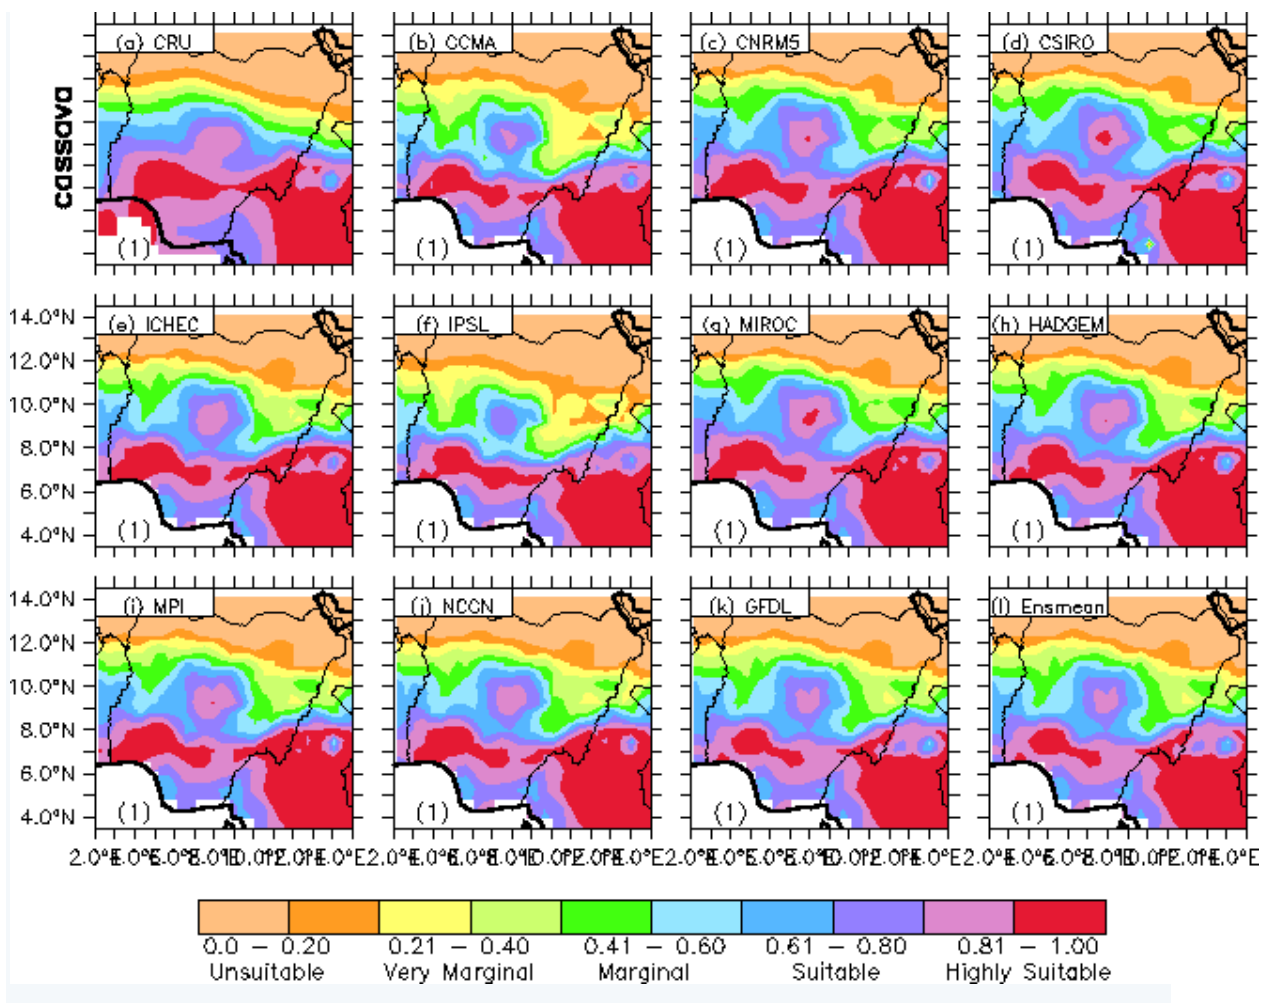 (a) CRU
(b) CCMA
(c) CNRM5
(d) CSIRO
cassava
(1)
(1)
(1)
(1)
14.0°N
12.0°N
10.0°N
8.0°N
6.0°N
4.0°N
(e) ICHEC
(f) IPSL
(g) MIROC
(h) HADGEM
(1)
(1)
(1)
(1)
14.0°N
12.0°N
10.0°N
8.0°N
6.0°N
4.0°N
(i) MPI
(j) NCCN
(k) GFDL
(l) Ensmean
(1)
(1)
(1)
(1)
0.0 – 0.20
0.21 – 0.40
0.41 – 0.60
0.61 – 0.80
0.81 – 1.00
Unsuitable
Very Marginal
Marginal
Suitable
Highly Suitable